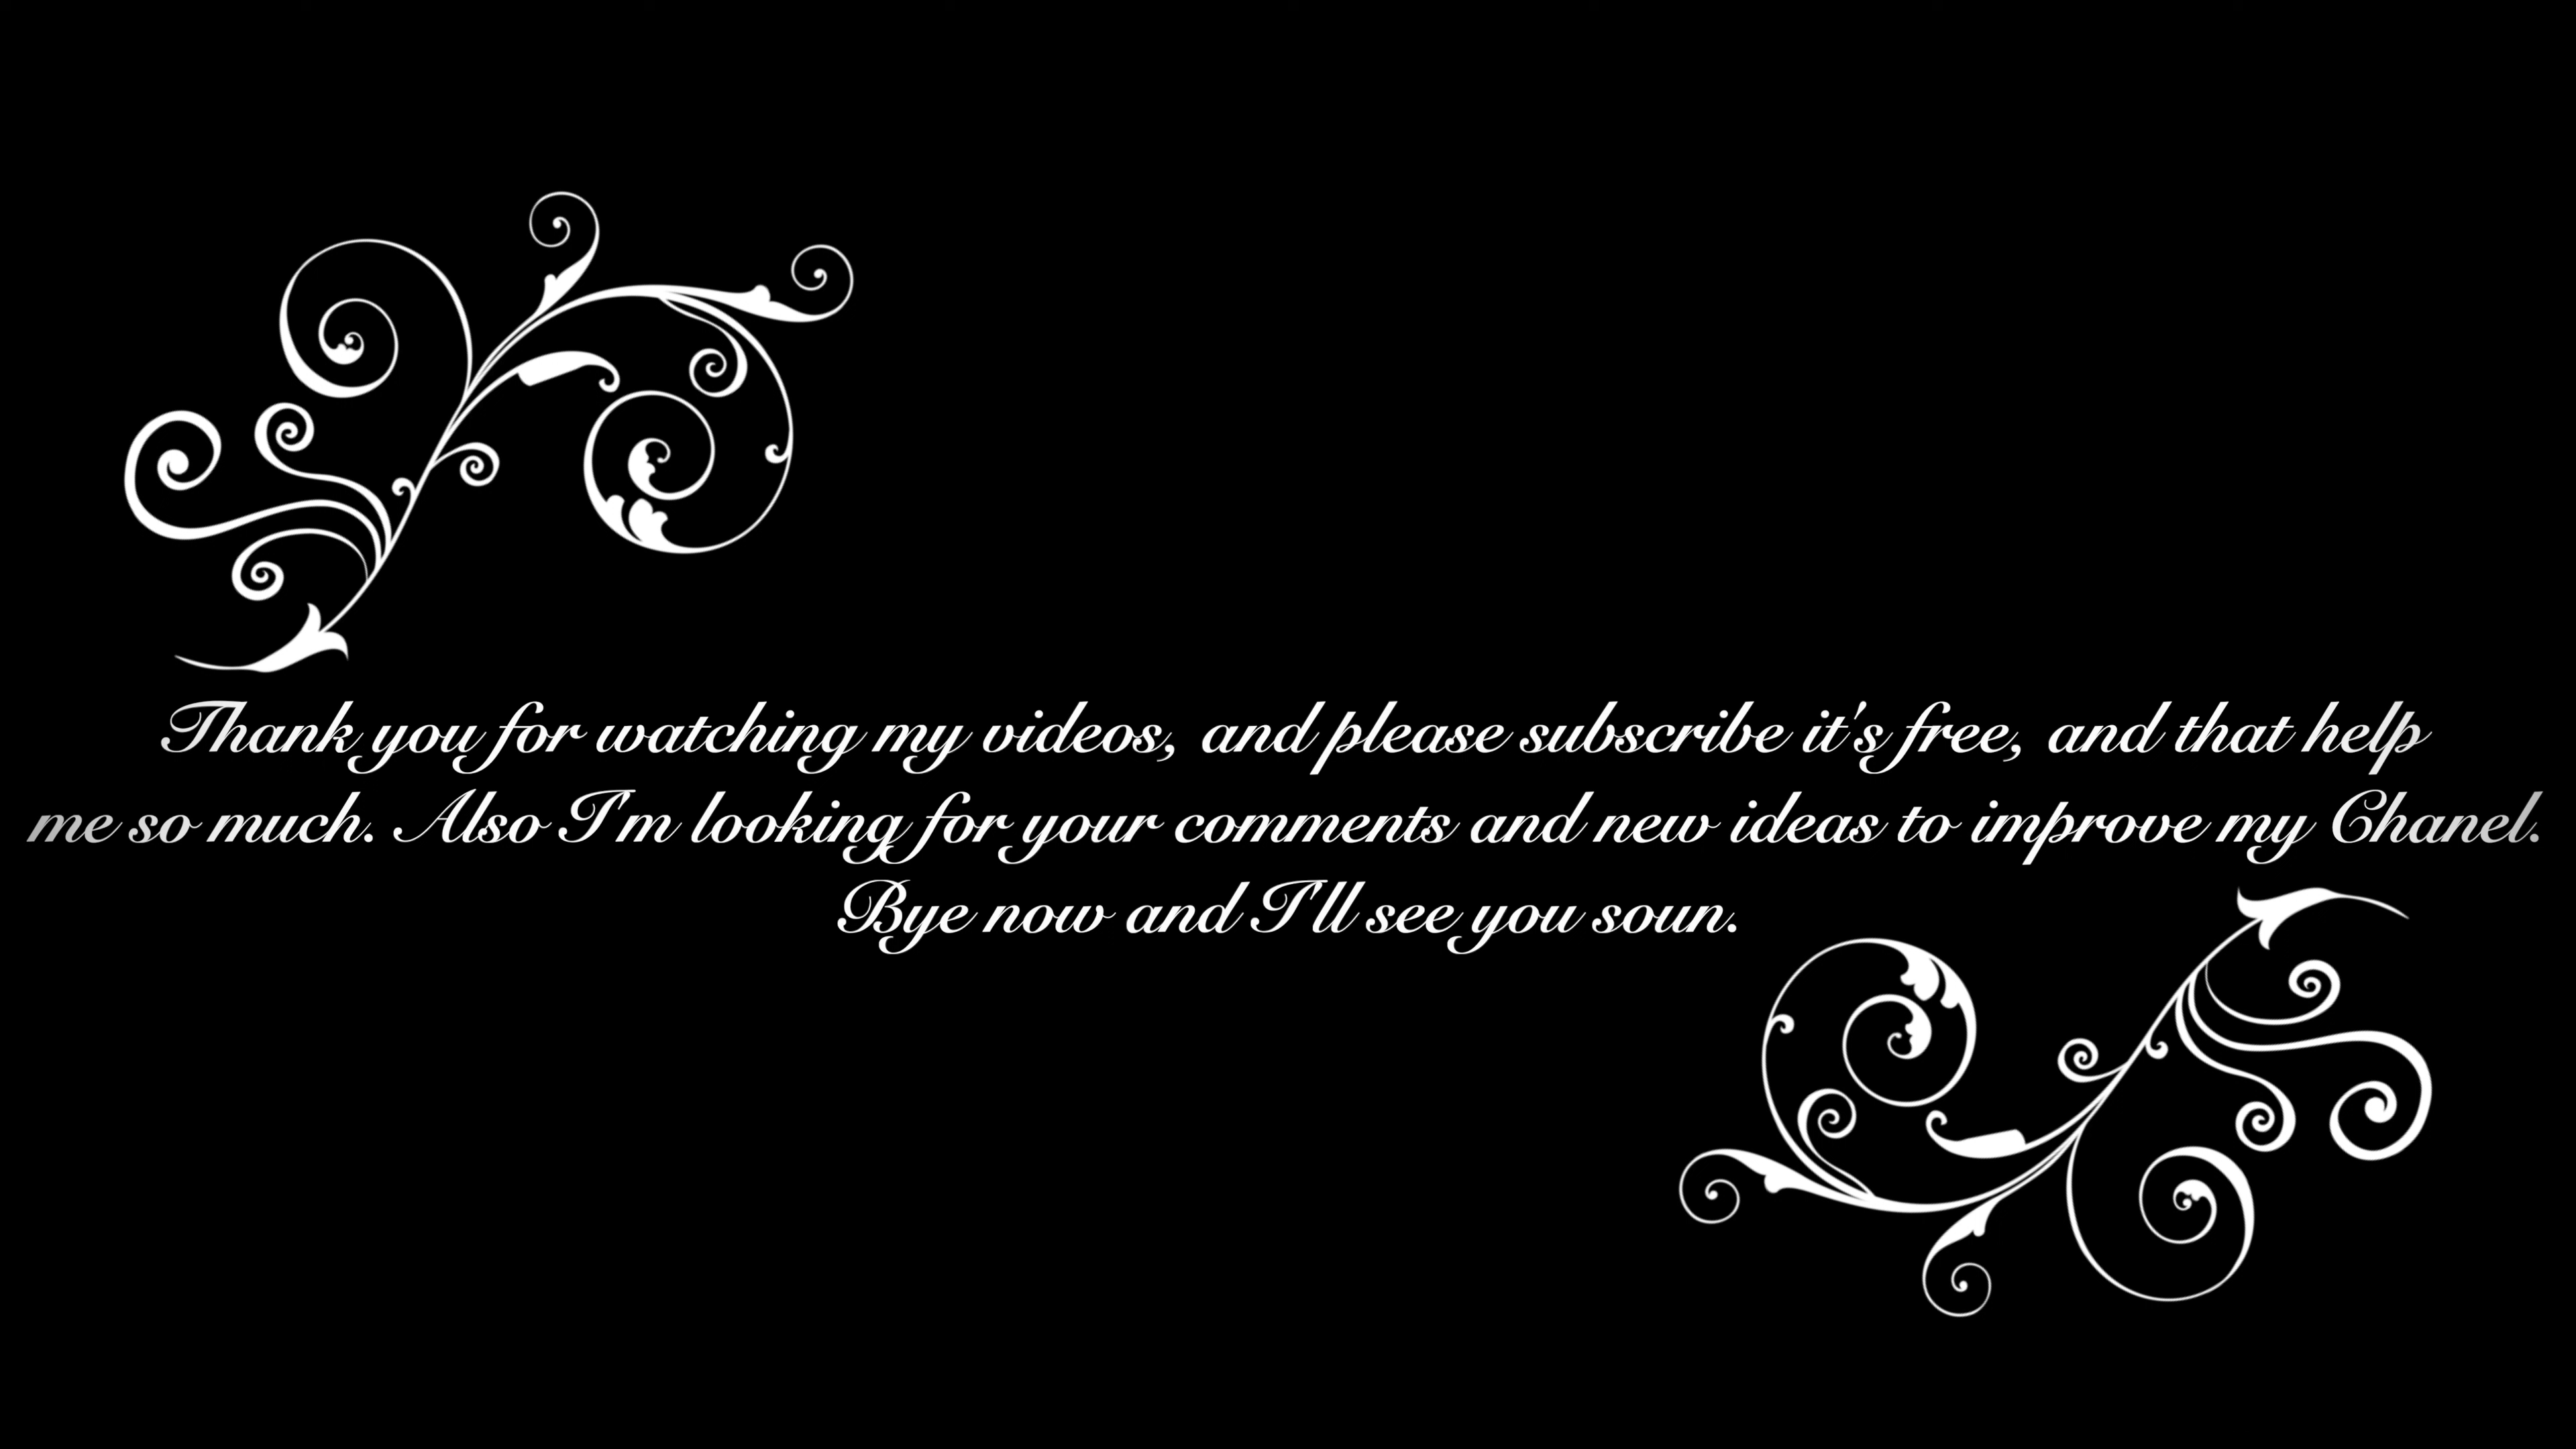 Thank you for watching my videos, and please subscribe it's free, and that help
me so much. Also I'm looking for your comments and new ideas to improve my Chanel.
Bye now and I'll see you soun.